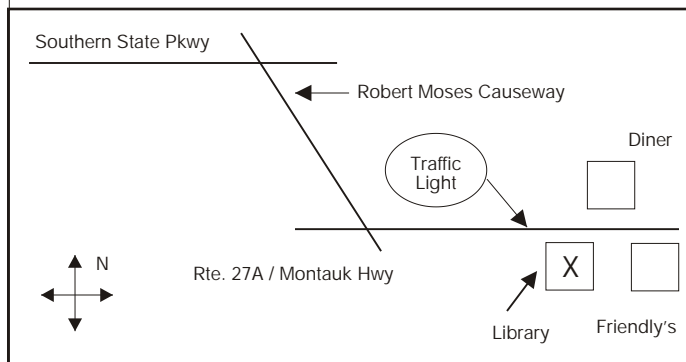 Southern State Pkwy
Robert Moses Causeway
Diner
Traffic
Light
N
Rte. 27A / Montauk Hwy
X
Library
Friendly's